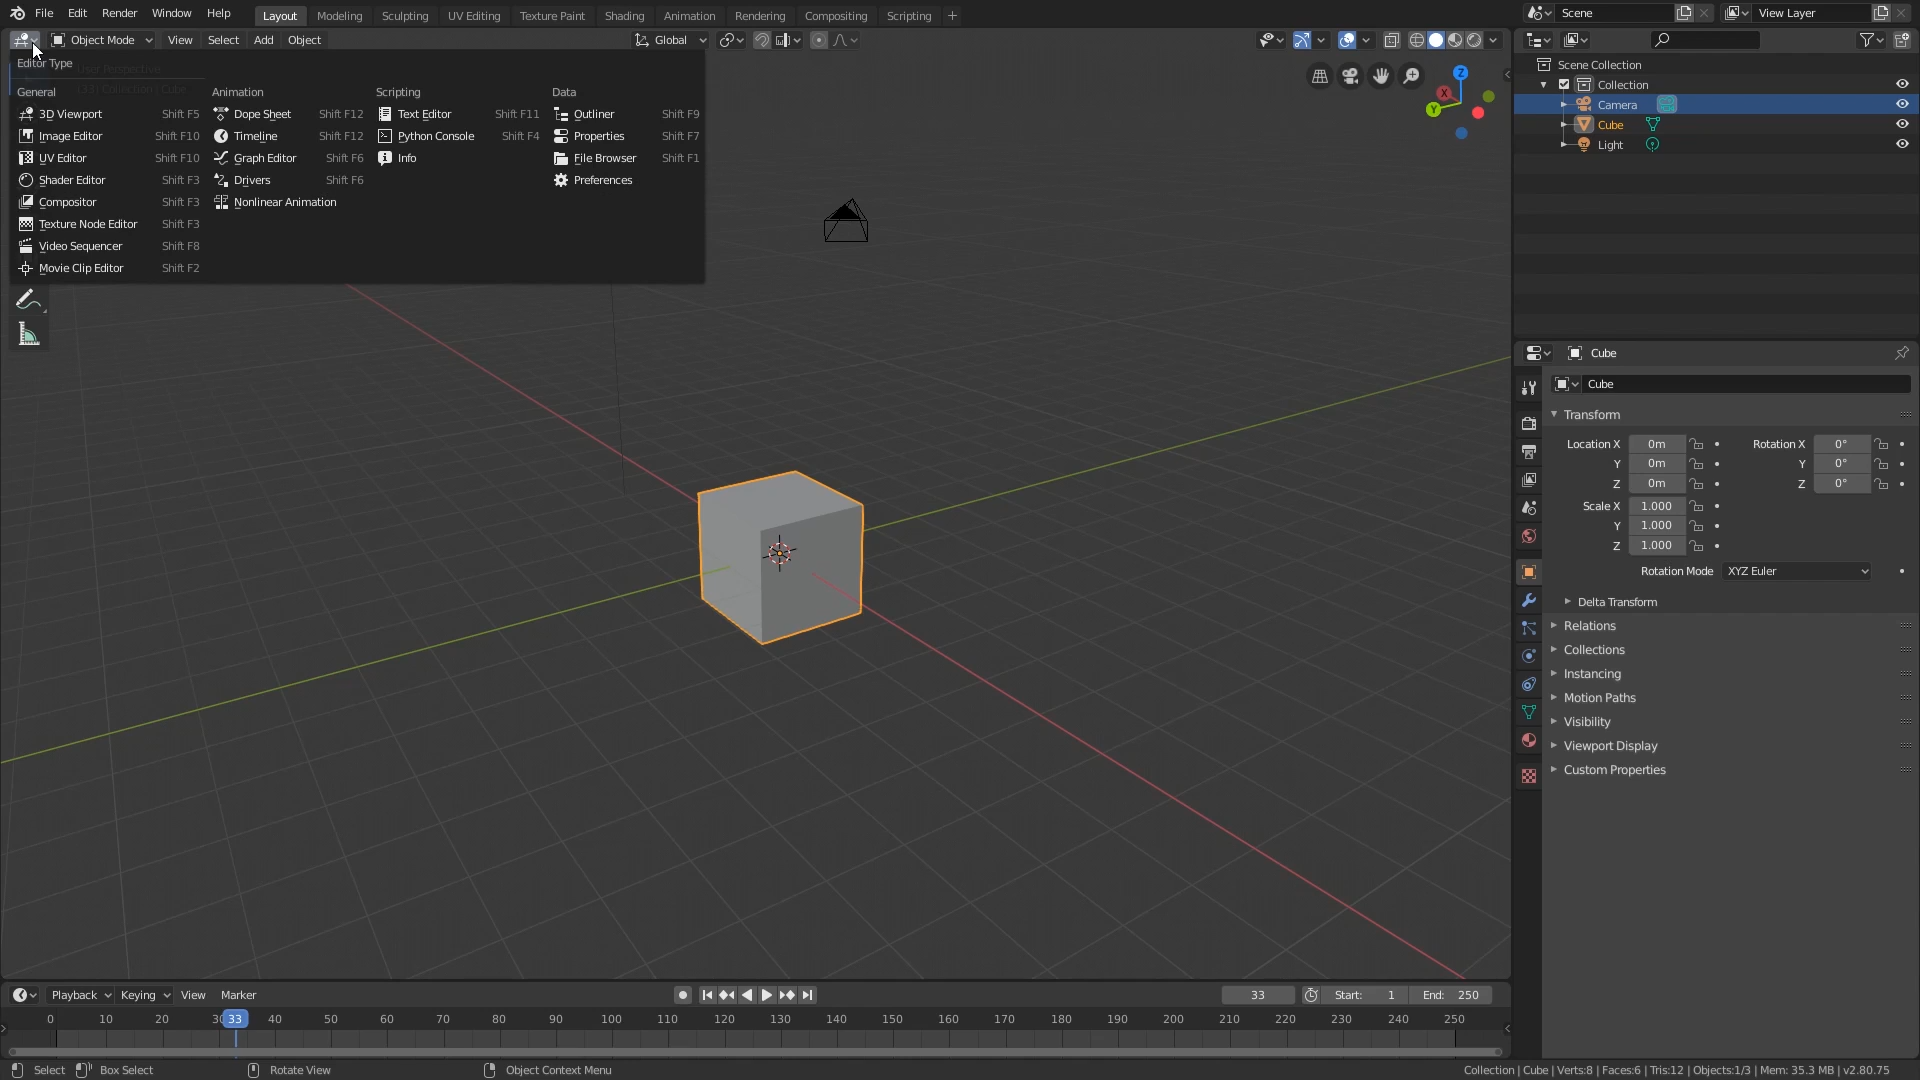 File Edit Render Window Help Layout Modeling Sculpting UV Editing Texture Paint Shading Animation Rendering Compositing Scripting + Scene View Layer
Object Mode View Select Add Object Global
Editor Type
User Perspective
(33) Collection | Cube
General
3D Viewport Shift F5
Image Editor Shift F10
UV Editor Shift F10
Shader Editor Shift F3
Compositor Shift F3
Texture Node Editor Shift F3
Video Sequencer Shift F8
Movie Clip Editor Shift F2
Animation
Dope Sheet Shift F12
Timeline Shift F12
Graph Editor Shift F6
Drivers Shift F6
Nonlinear Animation
Scripting
Text Editor Shift F11
Python Console Shift F4
Info
Data
Outliner Shift F9
Properties Shift F7
File Browser Shift F1
Preferences
Z
X
Y
Scene Collection
Collection
Camera
Cube
Light
Cube
Cube
Transform
Location X 0m Rotation X 0°
Y 0m Y 0°
Z 0m Z 0°
Scale X 1.000
Y 1.000
Z 1.000
Rotation Mode XYZ Euler
Delta Transform
Relations
Collections
Instancing
Motion Paths
Visibility
Viewport Display
Custom Properties
Playback Keying View Marker 33 Start: 1 End: 250
0 10 20 33 40 50 60 70 80 90 100 110 120 130 140 150 160 170 180 190 200 210 220 230 240 250
Select Box Select Rotate View Object Context Menu Collection | Cube | Verts:8 | Faces:6 | Tris:12 | Objects:1/3 | Mem: 35.3 MB | v2.80.75